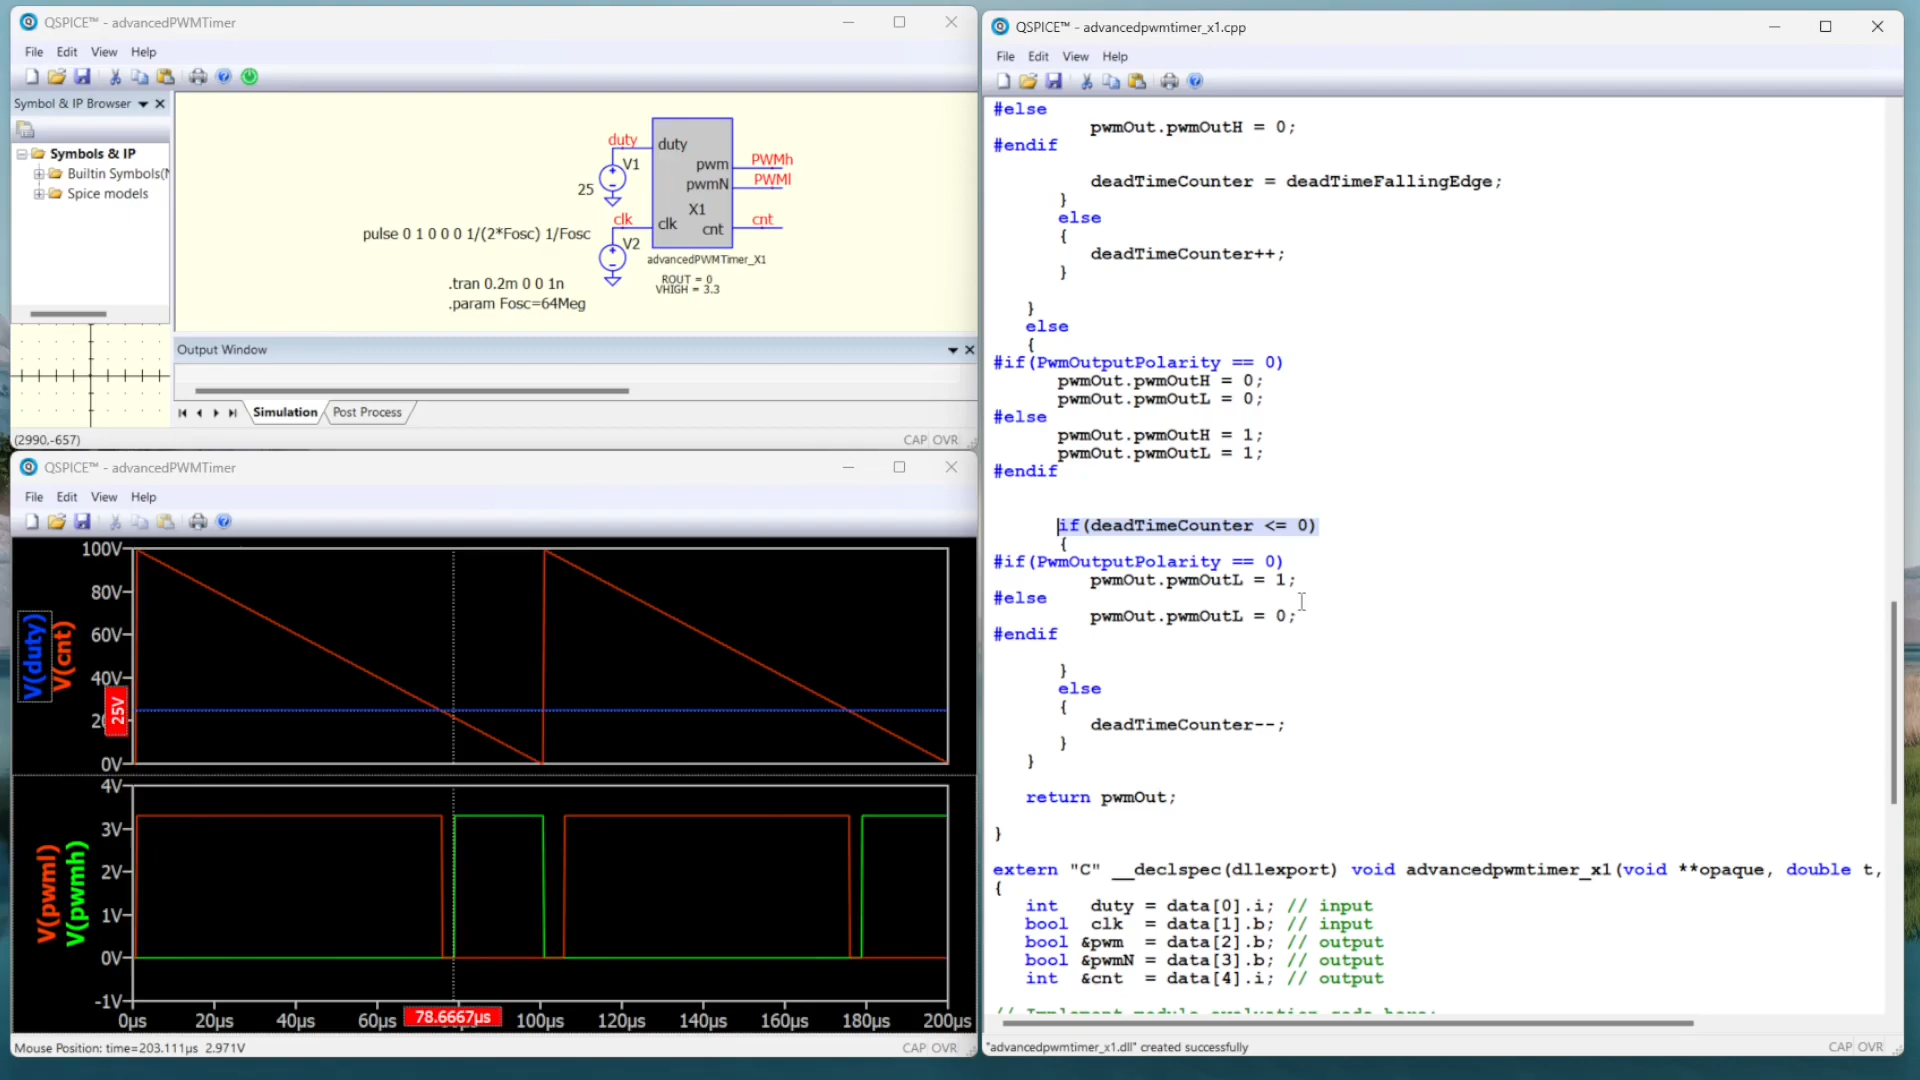 QSPICE™ - advancedPWMTimer
File Edit View Help
Symbol & IP Browser
Symbols & IP
Builtin Symbols(
Spice models
duty
V1
25
clk
V2
pulse 0 1 0 0 0 1/(2*Fosc) 1/Fosc
.tran 0.2m 0 0 1n
.param Fosc=64Meg
duty
pwm
pwmN
X1
clk
cnt
PWMh
PWMl
cnt
advancedPWMTimer_X1
ROUT = 0
VHIGH = 3.3
Output Window
Simulation Post Process
(2990,-657)
CAP OVR
QSPICE™ - advancedPWMTimer
File Edit View Help
V(duty)
V(cnt)
100V
80V
60V
40V
25V
0V
V(pwml)
V(pwmh)
4V
3V
2V
1V
0V
-1V
0µs 20µs 40µs 60µs 78.6667µs 100µs 120µs 140µs 160µs 180µs 200µs
Mouse Position: time=203.111µs 2.971V
CAP OVR
QSPICE™ - advancedpwmtimer_x1.cpp
File Edit View Help
#else
pwmOut.pwmOutH = 0;
#endif
deadTimeCounter = deadTimeFallingEdge;
}
else
{
deadTimeCounter++;
}
}
else
{
#if(PwmOutputPolarity == 0)
pwmOut.pwmOutH = 0;
pwmOut.pwmOutL = 0;
#else
pwmOut.pwmOutH = 1;
pwmOut.pwmOutL = 1;
#endif
if(deadTimeCounter <= 0)
{
#if(PwmOutputPolarity == 0)
pwmOut.pwmOutL = 1;
#else
pwmOut.pwmOutL = 0;
#endif
}
else
{
deadTimeCounter--;
}
}
return pwmOut;
}
extern "C" __declspec(dllexport) void advancedpwmtimer_x1(void **opaque, double t,
{
int duty = data[0].i; // input
bool clk = data[1].b; // input
bool &pwm = data[2].b; // output
bool &pwmN = data[3].b; // output
int &cnt = data[4].i; // output
// Implement module evaluation code here:
"advancedpwmtimer_x1.dll" created successfully
CAP OVR